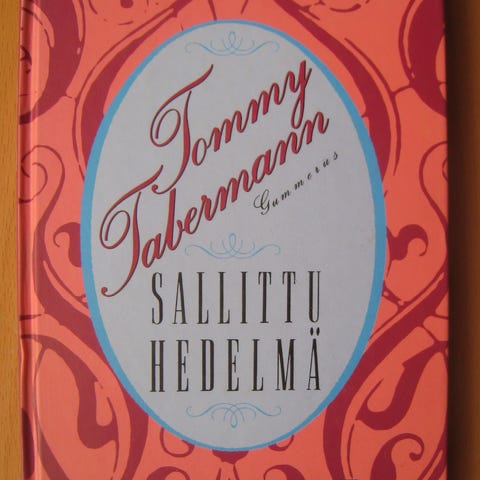 Tommy
Tabermann
Gummerus
SALLITTU
HEDELMÄ